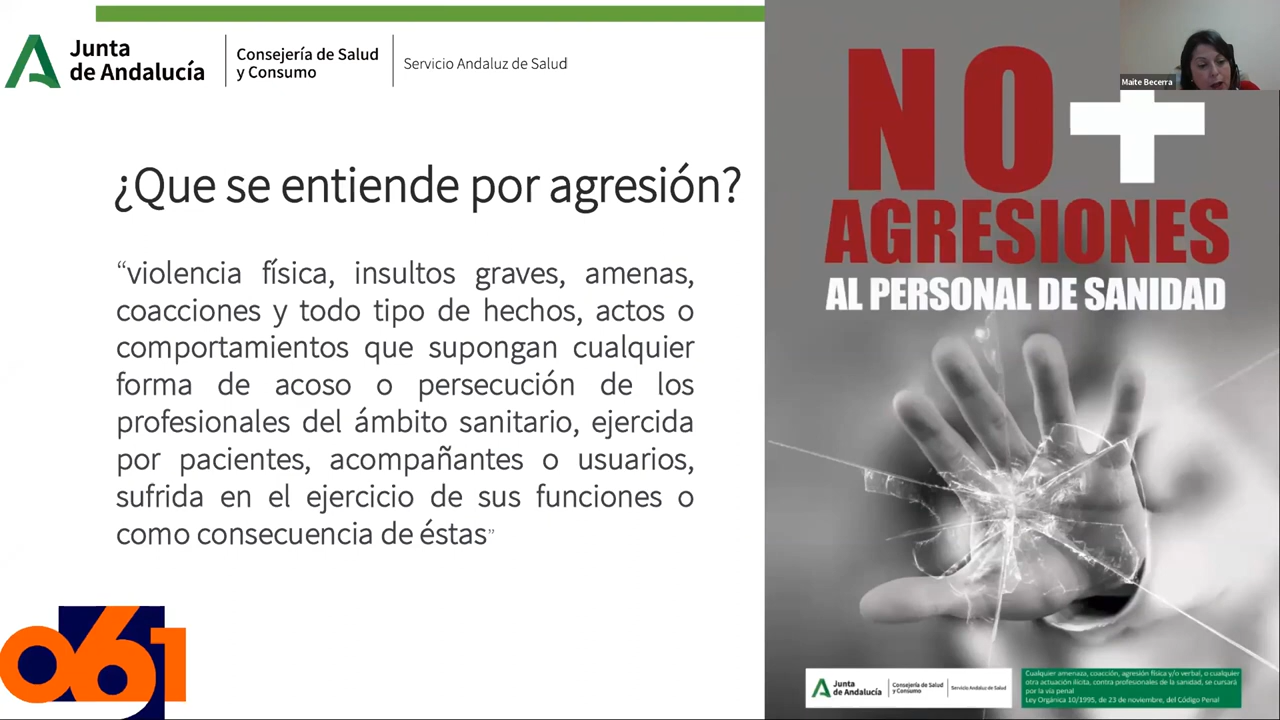 Junta
de Andalucía
Consejería de Salud
y Consumo
Servicio Andaluz de Salud
¿Que se entiende por agresión?
“violencia física, insultos graves, amenas,
coacciones y todo tipo de hechos, actos o
comportamientos que supongan cualquier
forma de acoso o persecución de los
profesionales del ámbito sanitario, ejercida
por pacientes, acompañantes o usuarios,
sufrida en el ejercicio de sus funciones o
como consecuencia de éstas”
061
Maite Becerra
NO+
AGRESIONES
AL PERSONAL DE SANIDAD
Junta
de Andalucía
Consejería de Salud
y Consumo
Servicio Andaluz de Salud
Cualquier amenaza, coacción, agresión física y/o verbal, o cualquier
otra actuación ilícita, contra profesionales de la sanidad, se cursará
por la vía penal
Ley Orgánica 10/1995, de 23 de noviembre, del Código Penal